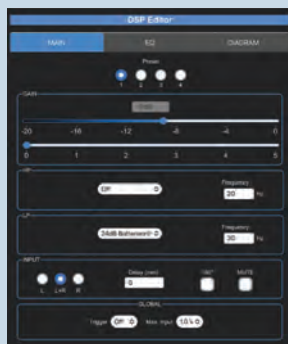 DSP Editor
MAIN EQ DIAGRAM
Preset
1 2 3 4
GAIN
-20 -16 -12 -8 -4 0
0 1 2 3 4 5
HP
Off
Frequency
20 Hz
LP
24dB Butterworth
Frequency
20 Hz
INPUT
L L+R R
Delay (mm)
0
180°
MUTE
GLOBAL
Trigger Off Max. input